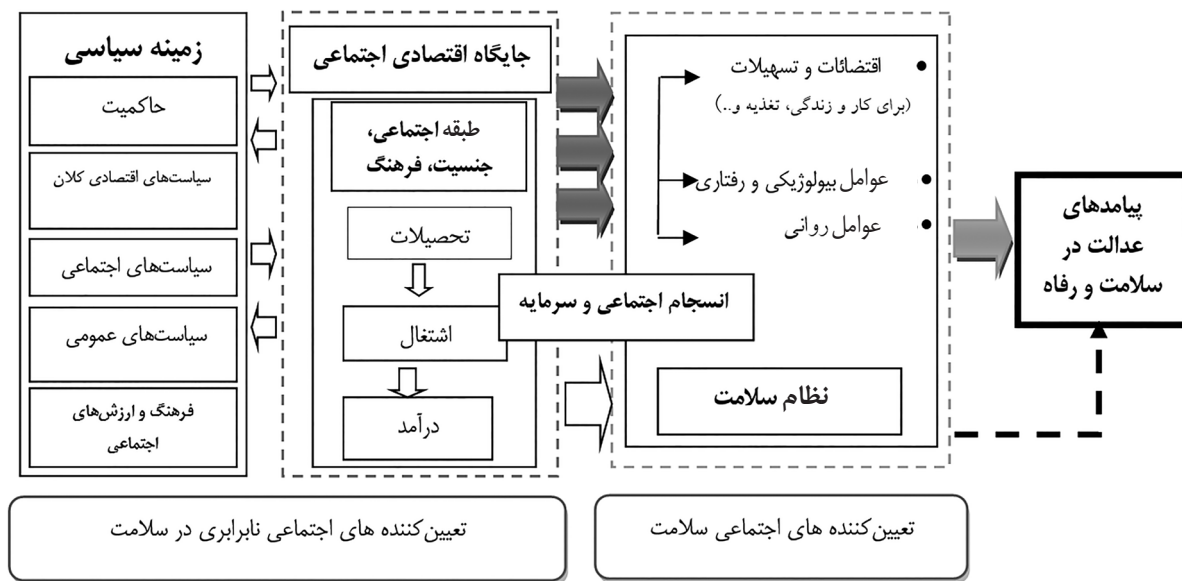 زمینه سیاسی
حاکمیت
سیاست‌های اقتصادی کلان
سیاست‌های اجتماعی
سیاست‌های عمومی
فرهنگ و ارزش‌های
اجتماعی
جایگاه اقتصادی اجتماعی
طبقه اجتماعی،
جنسیت، فرهنگ
تحصیلات
اشتغال
درآمد
انسجام اجتماعی و سرمایه
• اقتضائات و تسهیلات
(برای کار و زندگی، تغذیه و..)
• عوامل بیولوژیکی و رفتاری
• عوامل روانی
نظام سلامت
پیامدهای
عدالت در
سلامت و رفاه
تعیین‌کننده های اجتماعی نابرابری در سلامت
تعیین‌کننده های اجتماعی سلامت